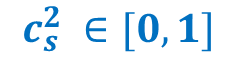 c_s^2 ∈ [0, 1]